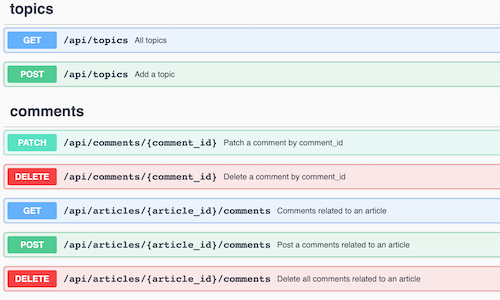 topics
GET /api/topics All topics
POST /api/topics Add a topic
comments
PATCH /api/comments/{comment_id} Patch a comment by comment_id
DELETE /api/comments/{comment_id} Delete a comment by comment_id
GET /api/articles/{article_id}/comments Comments related to an article
POST /api/articles/{article_id}/comments Post a comments related to an article
DELETE /api/articles/{article_id}/comments Delete all comments related to an article